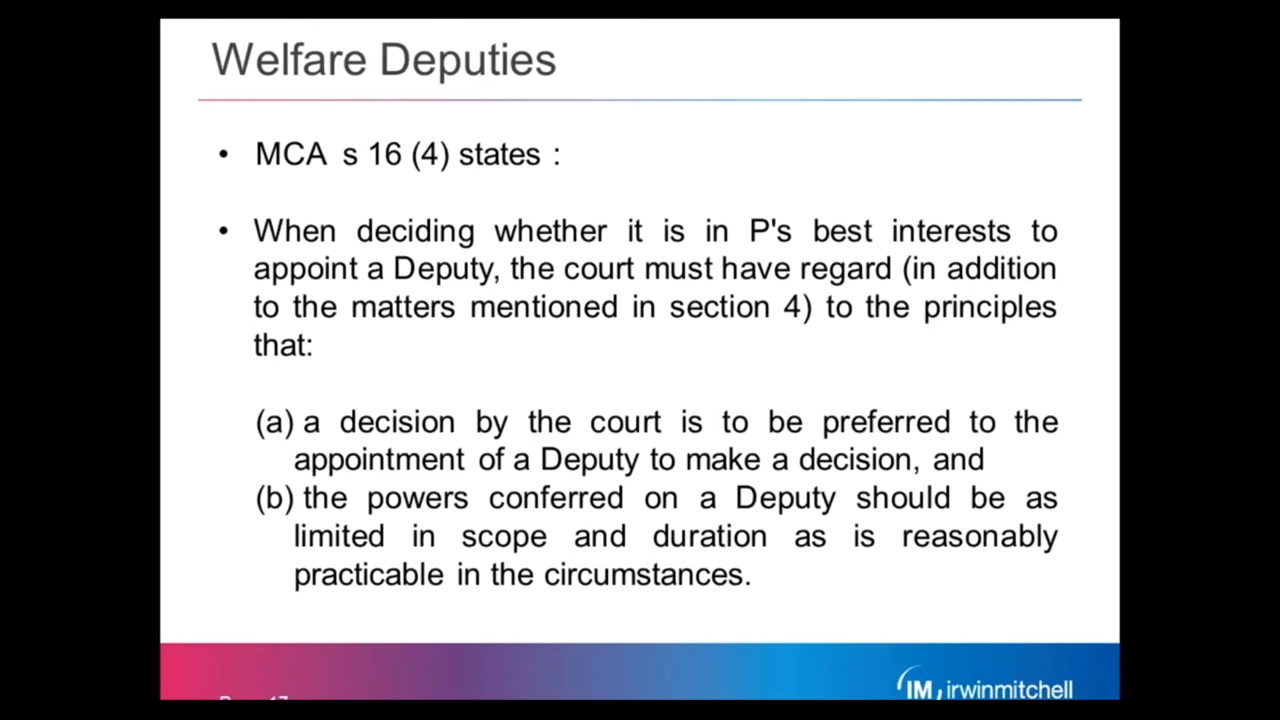 Welfare Deputies
• MCA s 16 (4) states :
• When deciding whether it is in P's best interests to
appoint a Deputy, the court must have regard (in addition
to the matters mentioned in section 4) to the principles
that:
(a) a decision by the court is to be preferred to the
appointment of a Deputy to make a decision, and
(b) the powers conferred on a Deputy should be as
limited in scope and duration as is reasonably
practicable in the circumstances.
IM irwinmitchell